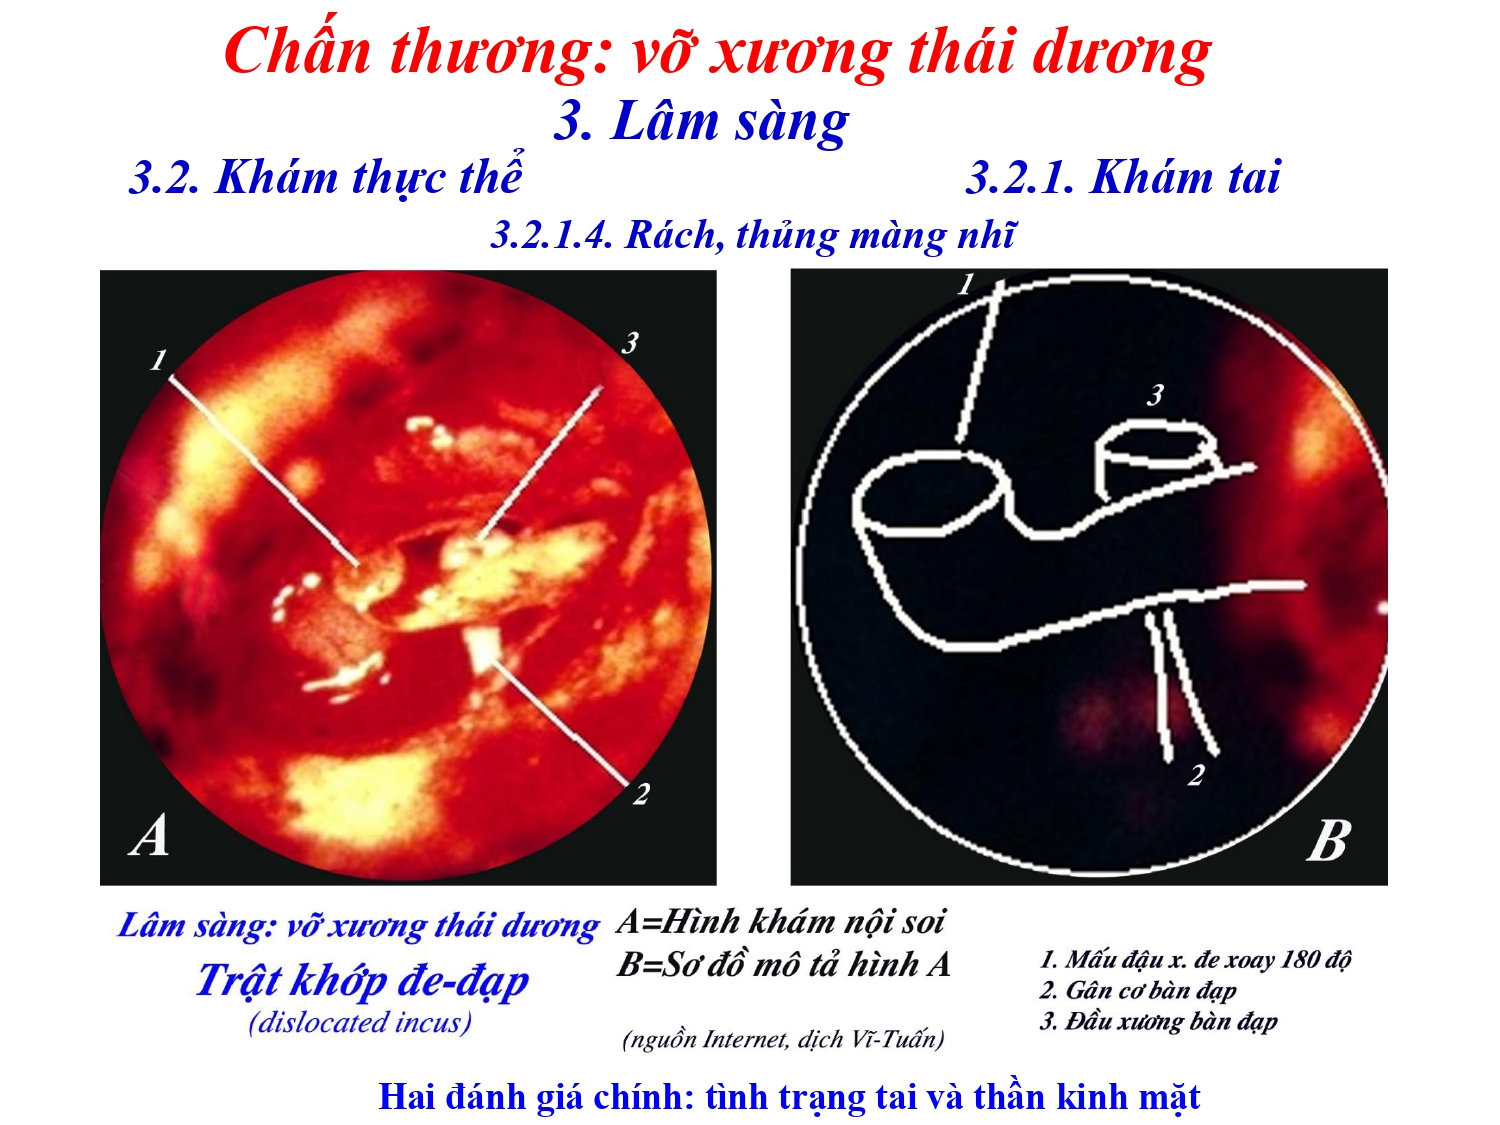 Chấn thương: vỡ xương thái dương
3. Lâm sàng
3.2. Khám thực thể 3.2.1. Khám tai
3.2.1.4. Rách, thủng màng nhĩ
1
3
2
A
1
3
2
B
Lâm sàng: vỡ xương thái dương
Trật khớp đe-đạp
(dislocated incus)
A=Hình khám nội soi
B=Sơ đồ mô tả hình A
(nguồn Internet, dịch Vĩ-Tuấn)
1. Mấu đậu x. đe xoay 180 độ
2. Gân cơ bàn đạp
3. Đầu xương bàn đạp
Hai đánh giá chính: tình trạng tai và thần kinh mặt